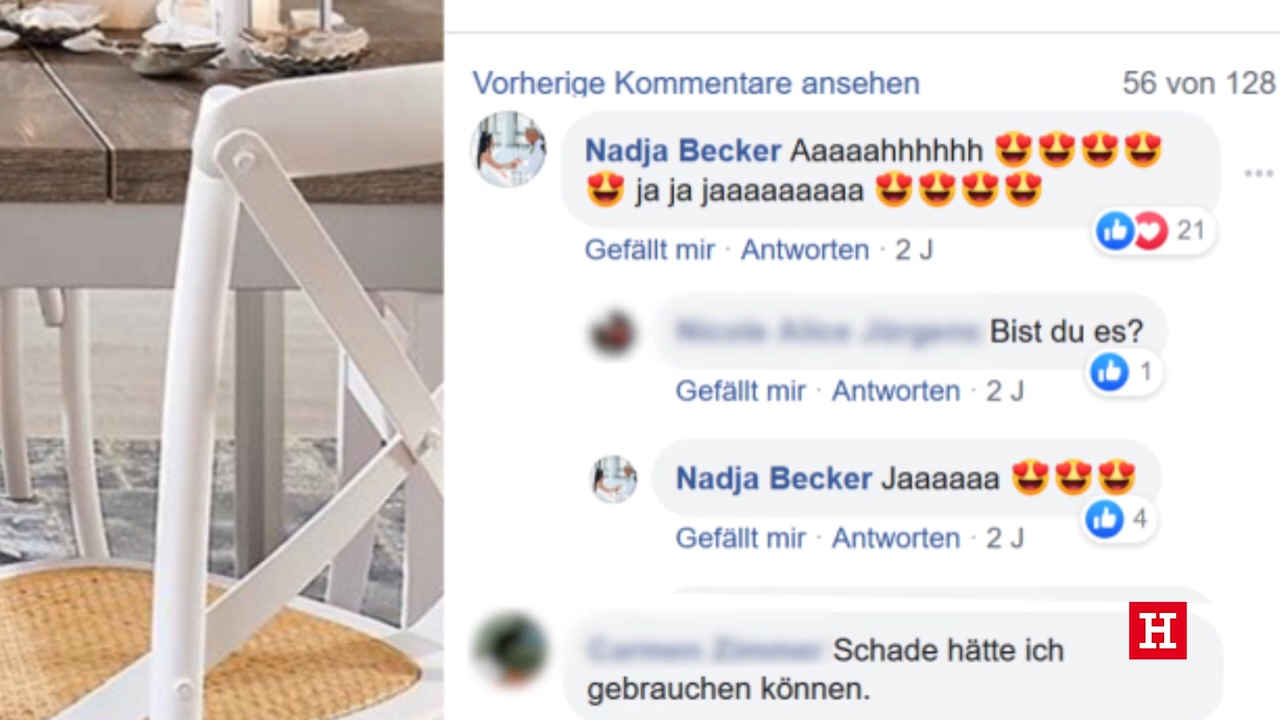 Vorherige Kommentare ansehen 56 von 128
Nadja Becker Aaaaahhhhhh 😍😍😍😍
😍 ja ja jaaaaaaaaa 😍😍😍😍
21
Gefällt mir · Antworten · 2 J
Bist du es?
1
Gefällt mir · Antworten · 2 J
Nadja Becker Jaaaaaa 😍😍😍
4
Gefällt mir · Antworten · 2 J
H
Schade hätte ich
gebrauchen können.